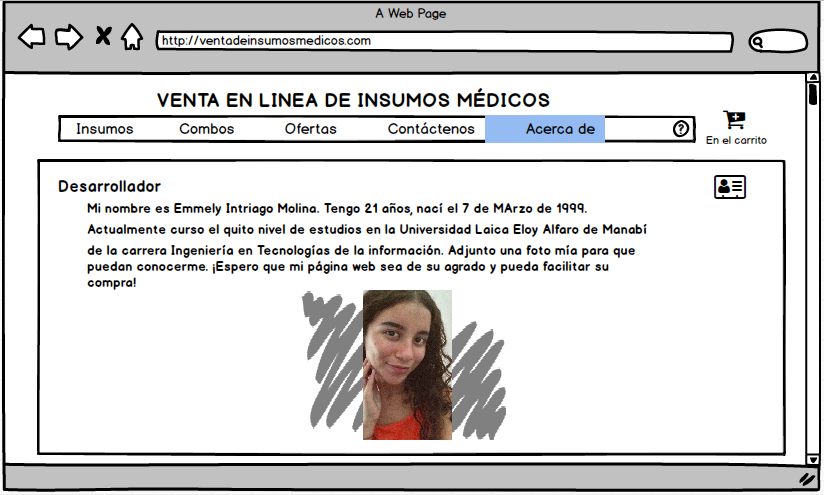 A Web Page
http://ventadeinsumosmedicos.com
VENTA EN LINEA DE INSUMOS MÉDICOS
Insumos Combos Ofertas Contáctenos Acerca de ?
En el carrito
Desarrollador
Mi nombre es Emmely Intriago Molina. Tengo 21 años, nací el 7 de MArzo de 1999.
Actualmente curso el quito nivel de estudios en la Universidad Laica Eloy Alfaro de Manabí
de la carrera Ingeniería en Tecnologías de la información. Adjunto una foto mía para que
puedan conocerme. ¡Espero que mi página web sea de su agrado y pueda facilitar su
compra!